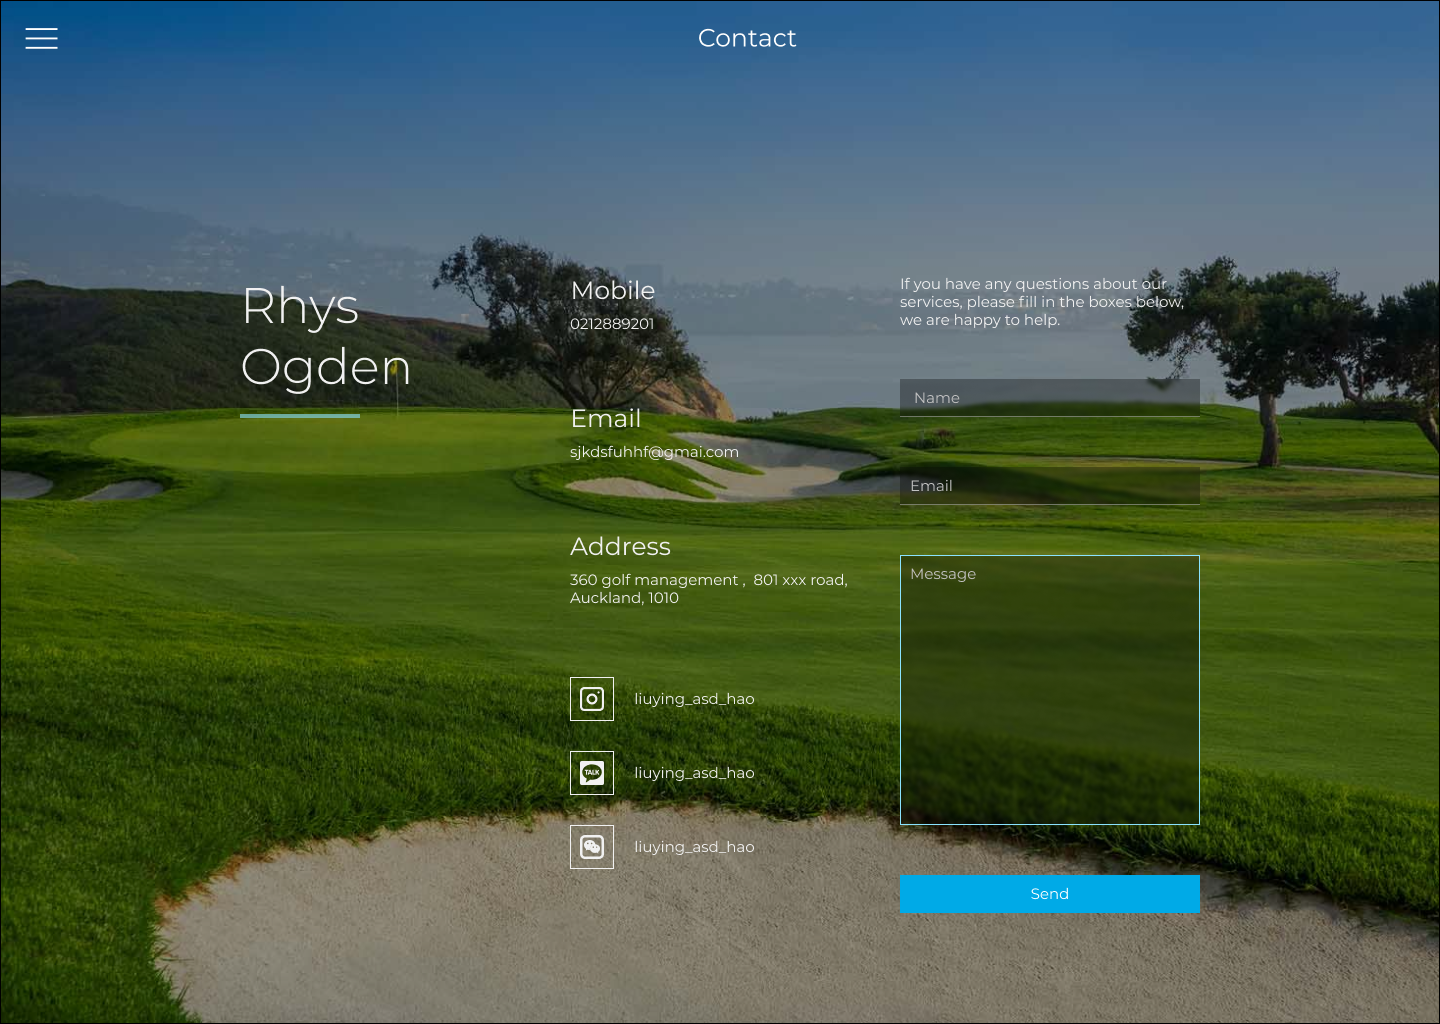 Contact
Rhys
Ogden
Mobile
0212889201
Email
sjkdsfuhhf@gmai.com
Address
360 golf management ,  801 xxx road,
Auckland, 1010
liuying_asd_hao
TALK
liuying_asd_hao
liuying_asd_hao
If you have any questions about our
services, please fill in the boxes below,
we are happy to help.
Name
Email
Message
Send